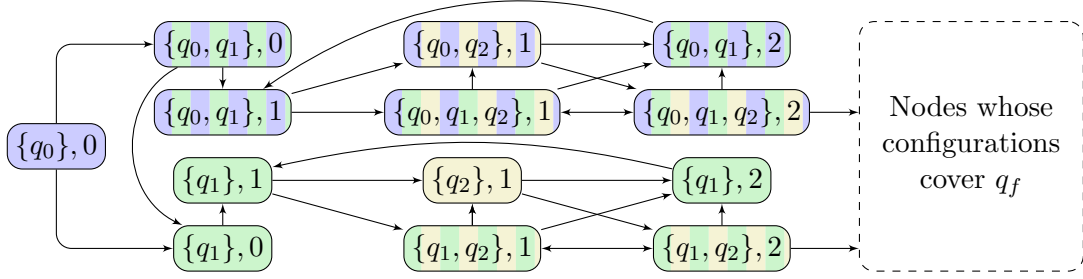 {q₀, q₁}, 0
{q₀, q₂}, 1
{q₀, q₁}, 2
{q₀, q₁}, 1
{q₀, q₁, q₂}, 1
{q₀, q₁, q₂}, 2
{q₀}, 0
{q₁}, 1
{q₂}, 1
{q₁}, 2
{q₁}, 0
{q₁, q₂}, 1
{q₁, q₂}, 2
Nodes whose
configurations
cover q_f